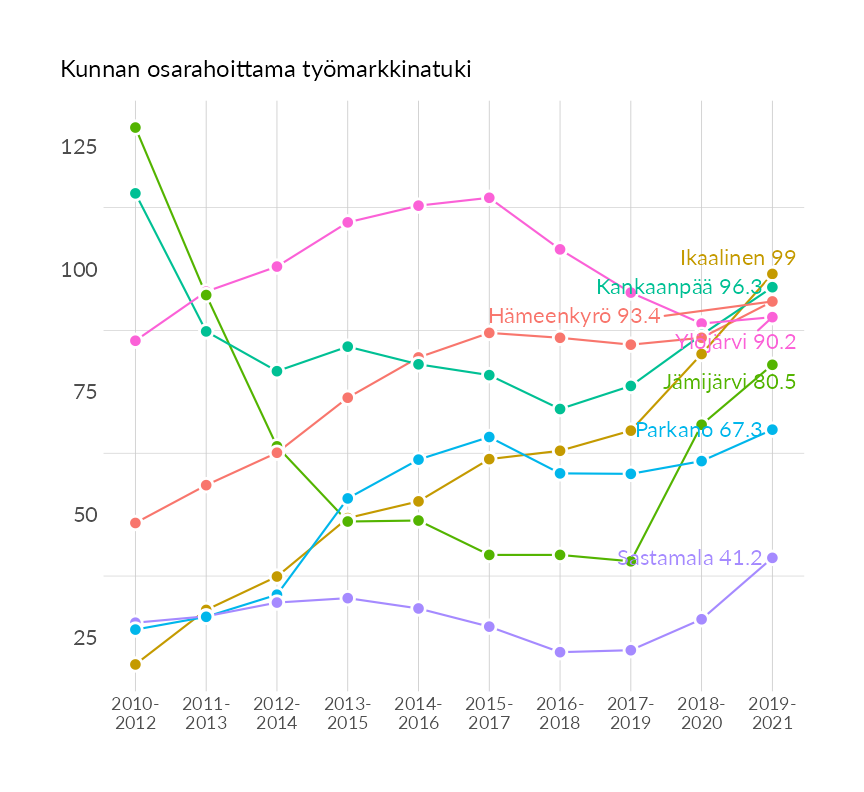 Kunnan osarahoittama työmarkkinatuki
125
100
75
50
25
Ikaalinen 99
Kankaanpää 96.3
Hämeenkyrö 93.4
Ylöjärvi 90.2
Jämijärvi 80.5
Parkano 67.3
Sastamala 41.2
2010- 2011- 2012- 2013- 2014- 2015- 2016- 2017- 2018- 2019-
2012 2013 2014 2015 2016 2017 2018 2019 2020 2021